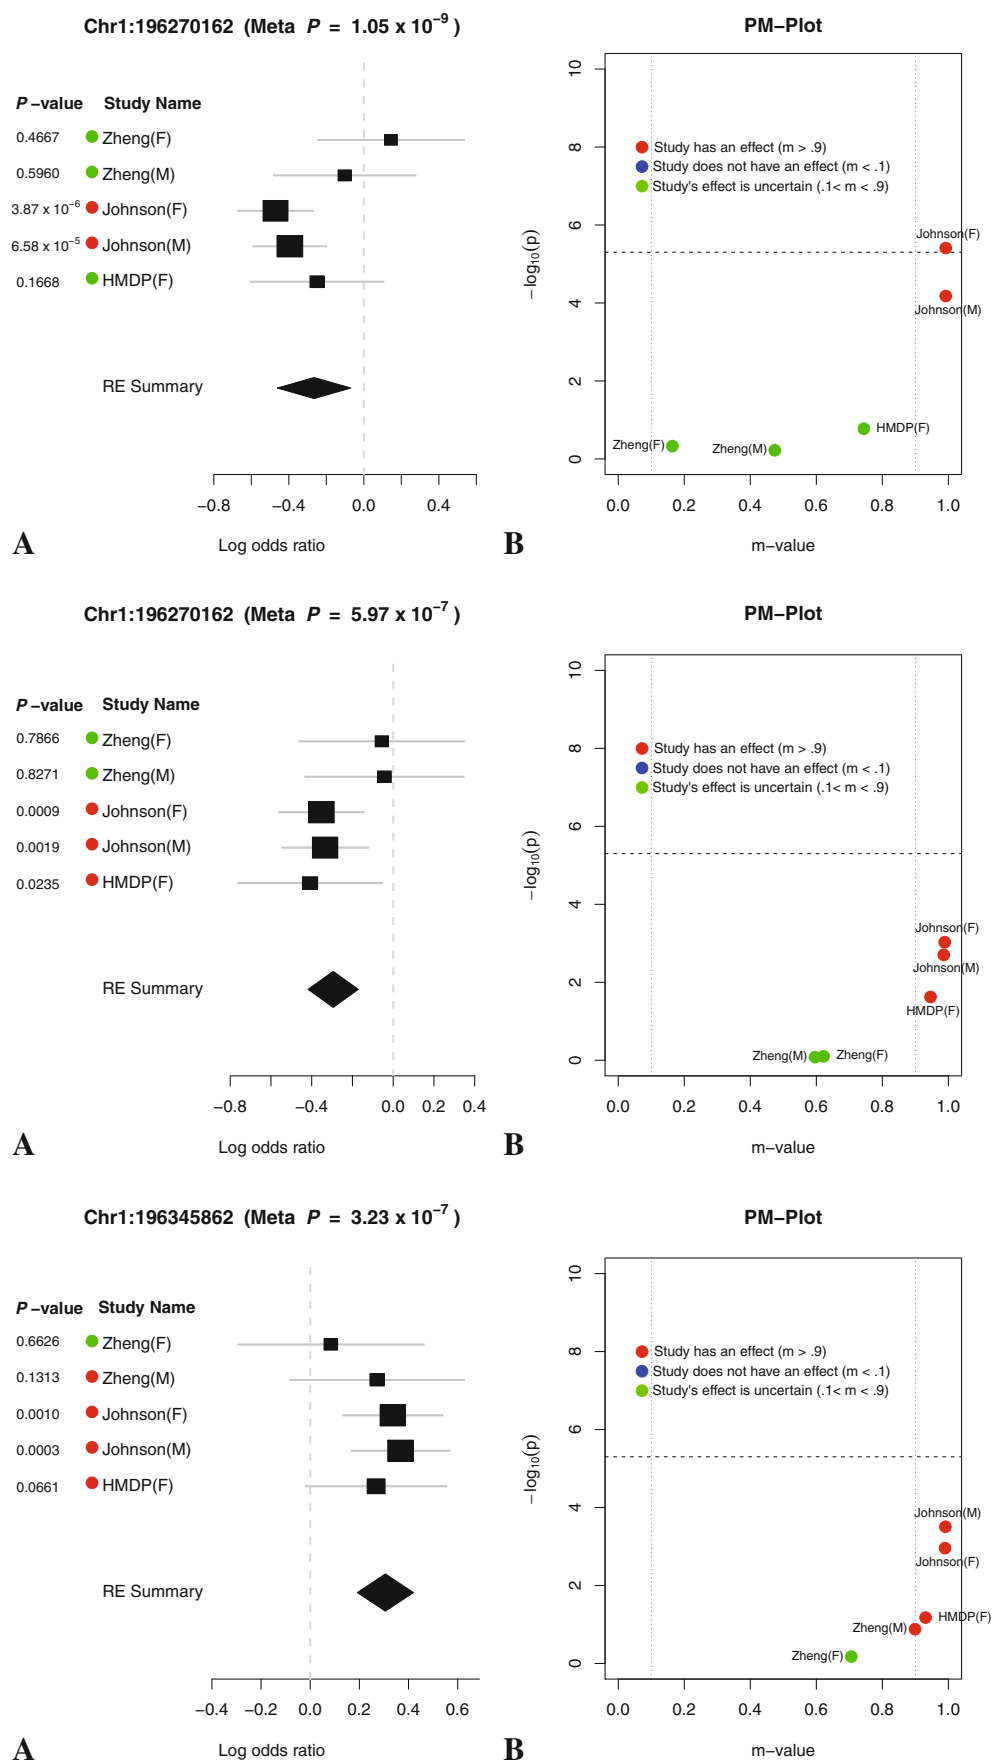 Chr1:196270162 (Meta P = 1.05 x 10⁻⁹ )
P −value Study Name
0.4667 Zheng(F)
0.5960 Zheng(M)
3.87 x 10⁻⁶ Johnson(F)
6.58 x 10⁻⁵ Johnson(M)
0.1668 HMDP(F)
RE Summary
−0.8 −0.4 0.0 0.4
Log odds ratio
A
PM−Plot
10
8
6
4
2
0
−log₁₀(p)
Study has an effect (m > .9)
Study does not have an effect (m < .1)
Study's effect is uncertain (.1< m < .9)
Johnson(F)
Johnson(M)
HMDP(F)
Zheng(F)
Zheng(M)
0.0 0.2 0.4 0.6 0.8 1.0
m−value
B
Chr1:196270162 (Meta P = 5.97 x 10⁻⁷ )
P −value Study Name
0.7866 Zheng(F)
0.8271 Zheng(M)
0.0009 Johnson(F)
0.0019 Johnson(M)
0.0235 HMDP(F)
RE Summary
−0.8 −0.4 0.0 0.2 0.4
Log odds ratio
A
PM−Plot
10
8
6
4
2
0
−log₁₀(p)
Study has an effect (m > .9)
Study does not have an effect (m < .1)
Study's effect is uncertain (.1< m < .9)
Johnson(F)
Johnson(M)
HMDP(F)
Zheng(M) Zheng(F)
0.0 0.2 0.4 0.6 0.8 1.0
m−value
B
Chr1:196345862 (Meta P = 3.23 x 10⁻⁷ )
P −value Study Name
0.6626 Zheng(F)
0.1313 Zheng(M)
0.0010 Johnson(F)
0.0003 Johnson(M)
0.0661 HMDP(F)
RE Summary
−0.4 0.0 0.2 0.4 0.6
Log odds ratio
A
PM−Plot
10
8
6
4
2
0
−log₁₀(p)
Study has an effect (m > .9)
Study does not have an effect (m < .1)
Study's effect is uncertain (.1< m < .9)
Johnson(M)
Johnson(F)
HMDP(F)
Zheng(M)
Zheng(F)
0.0 0.2 0.4 0.6 0.8 1.0
m−value
B